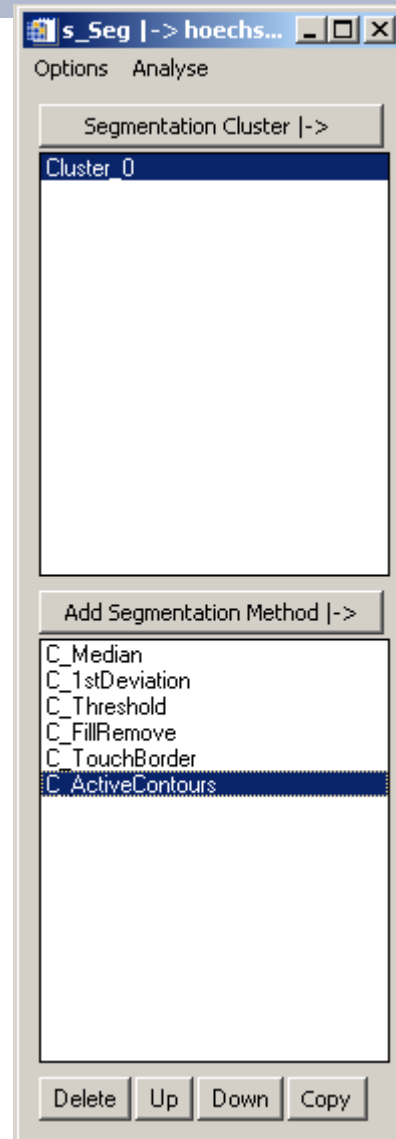 s_Seg |-> hoechs...
Options Analyse
Segmentation Cluster |->
Cluster_0
Add Segmentation Method |->
C_Median
C_1stDeviation
C_Threshold
C_FillRemove
C_TouchBorder
C_ActiveContours
Delete Up Down Copy